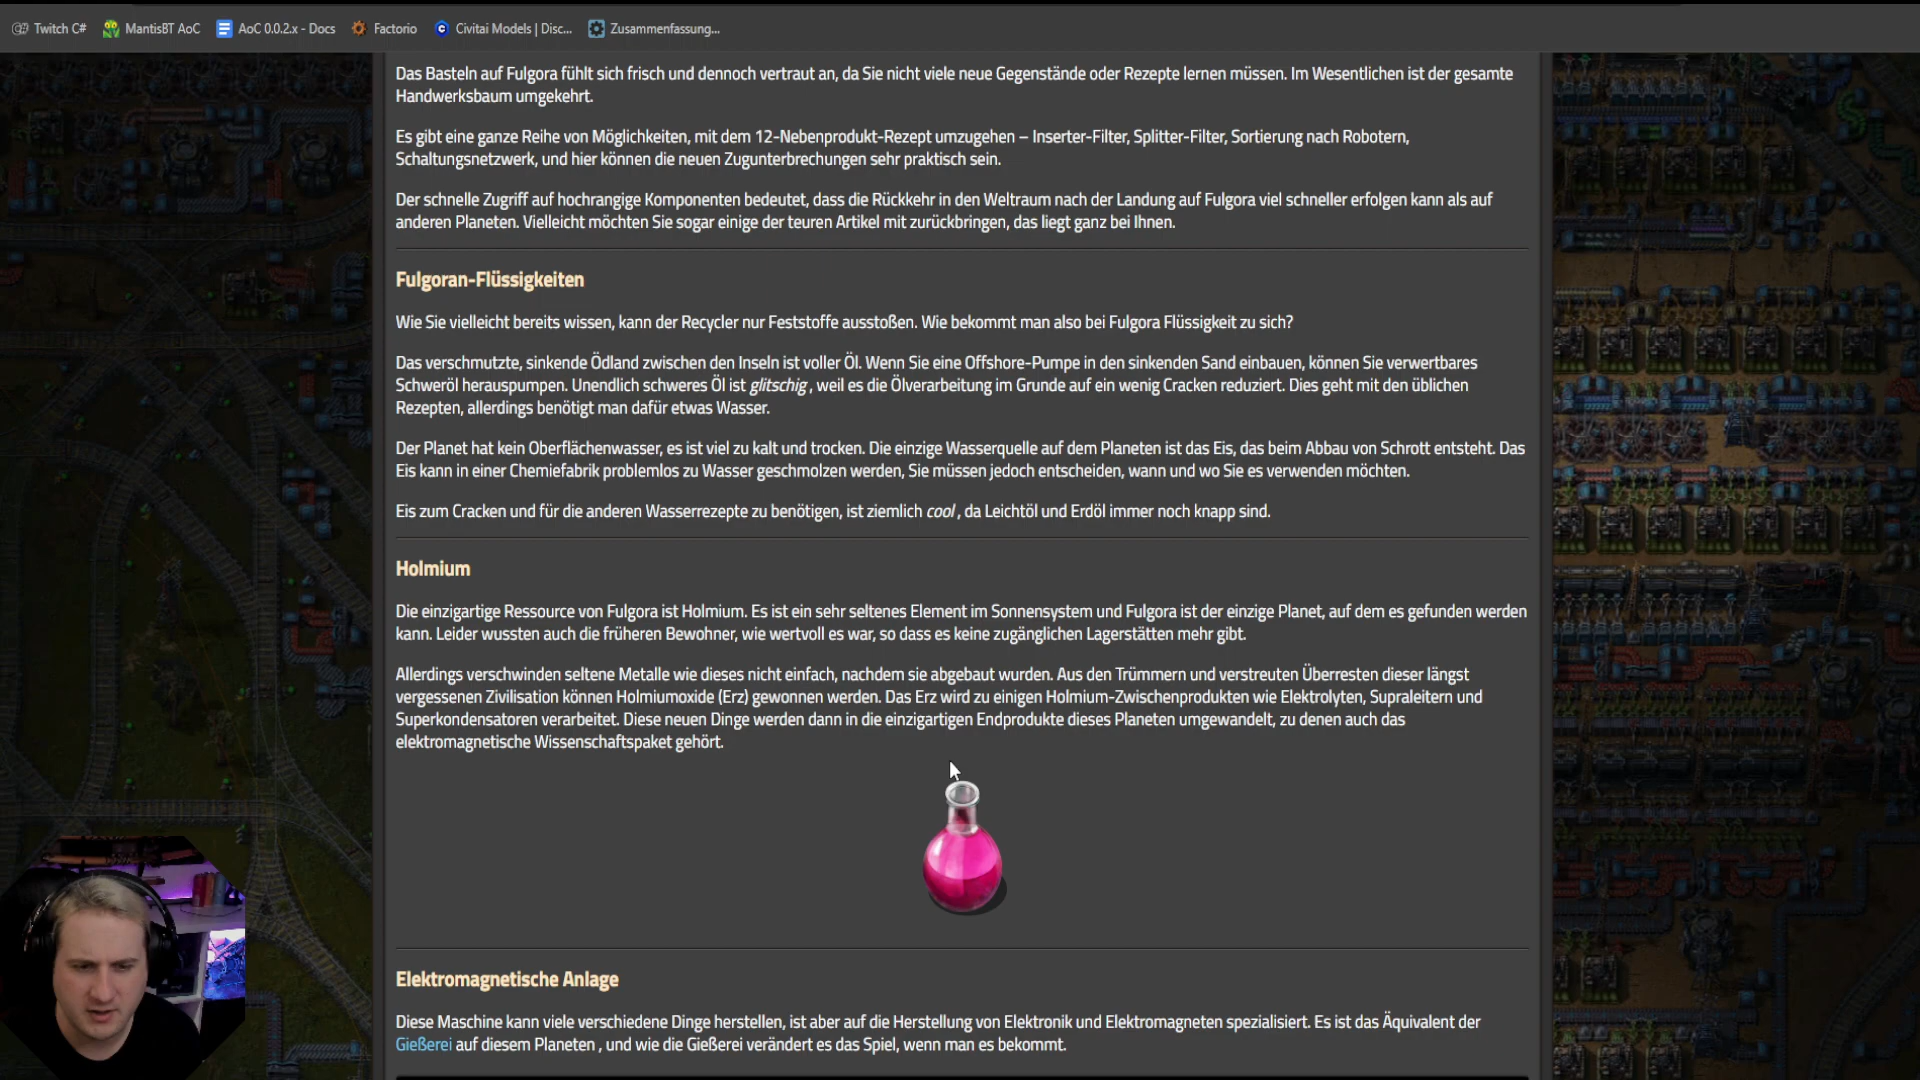 Twitch C# MantisBT AoC AoC 0.0.2.x - Docs Factorio Civitai Models | Disc... Zusammenfassung...
Das Basteln auf Fulgora fühlt sich frisch und dennoch vertraut an, da Sie nicht viele neue Gegenstände oder Rezepte lernen müssen. Im Wesentlichen ist der gesamte
Handwerksbaum umgekehrt.
Es gibt eine ganze Reihe von Möglichkeiten, mit dem 12-Nebenprodukt-Rezept umzugehen – Inserter-Filter, Splitter-Filter, Sortierung nach Robotern,
Schaltungsnetzwerk, und hier können die neuen Zugunterbrechungen sehr praktisch sein.
Der schnelle Zugriff auf hochrangige Komponenten bedeutet, dass die Rückkehr in den Weltraum nach der Landung auf Fulgora viel schneller erfolgen kann als auf
anderen Planeten. Vielleicht möchten Sie sogar einige der teuren Artikel mit zurückbringen, das liegt ganz bei Ihnen.
Fulgoran-Flüssigkeiten
Wie Sie vielleicht bereits wissen, kann der Recycler nur Feststoffe ausstoßen. Wie bekommt man also bei Fulgora Flüssigkeit zu sich?
Das verschmutzte, sinkende Ödland zwischen den Inseln ist voller Öl. Wenn Sie eine Offshore-Pumpe in den sinkenden Sand einbauen, können Sie verwertbares
Schweröl herauspumpen. Unendlich schweres Öl ist glitschig , weil es die Ölverarbeitung im Grunde auf ein wenig Cracken reduziert. Dies geht mit den üblichen
Rezepten, allerdings benötigt man dafür etwas Wasser.
Der Planet hat kein Oberflächenwasser, es ist viel zu kalt und trocken. Die einzige Wasserquelle auf dem Planeten ist das Eis, das beim Abbau von Schrott entsteht. Das
Eis kann in einer Chemiefabrik problemlos zu Wasser geschmolzen werden, Sie müssen jedoch entscheiden, wann und wo Sie es verwenden möchten.
Eis zum Cracken und für die anderen Wasserrezepte zu benötigen, ist ziemlich cool , da Leichtöl und Erdöl immer noch knapp sind.
Holmium
Die einzigartige Ressource von Fulgora ist Holmium. Es ist ein sehr seltenes Element im Sonnensystem und Fulgora ist der einzige Planet, auf dem es gefunden werden
kann. Leider wussten auch die früheren Bewohner, wie wertvoll es war, so dass es keine zugänglichen Lagerstätten mehr gibt.
Allerdings verschwinden seltene Metalle wie dieses nicht einfach, nachdem sie abgebaut wurden. Aus den Trümmern und verstreuten Überresten dieser längst
vergessenen Zivilisation können Holmiumoxide (Erz) gewonnen werden. Das Erz wird zu einigen Holmium-Zwischenprodukten wie Elektrolyten, Supraleitern und
Superkondensatoren verarbeitet. Diese neuen Dinge werden dann in die einzigartigen Endprodukte dieses Planeten umgewandelt, zu denen auch das
elektromagnetische Wissenschaftspaket gehört.
Elektromagnetische Anlage
Diese Maschine kann viele verschiedene Dinge herstellen, ist aber auf die Herstellung von Elektronik und Elektromagneten spezialisiert. Es ist das Äquivalent der
Gießerei auf diesem Planeten , und wie die Gießerei verändert es das Spiel, wenn man es bekommt.